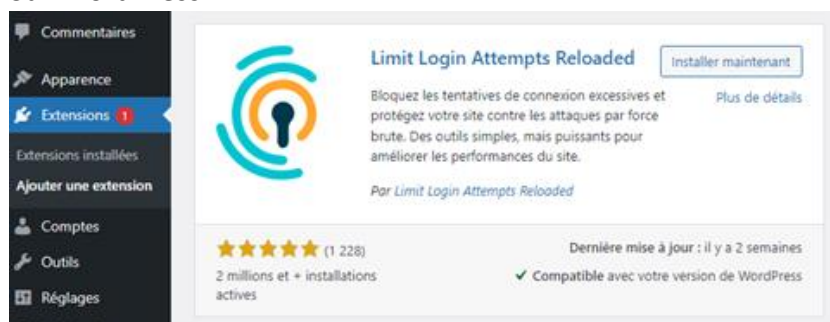 Commentaires
Apparence
Extensions 1
Extensions installées
Ajouter une extension
Comptes
Outils
Réglages
Limit Login Attempts Reloaded
Installer maintenant
Plus de détails
Bloquez les tentatives de connexion excessives et
protégez votre site contre les attaques par force
brute. Des outils simples, mais puissants pour
améliorer les performances du site.
Par Limit Login Attempts Reloaded
(1 228)
2 millions et + installations
actives
Dernière mise à jour : il y a 2 semaines
Compatible avec votre version de WordPress